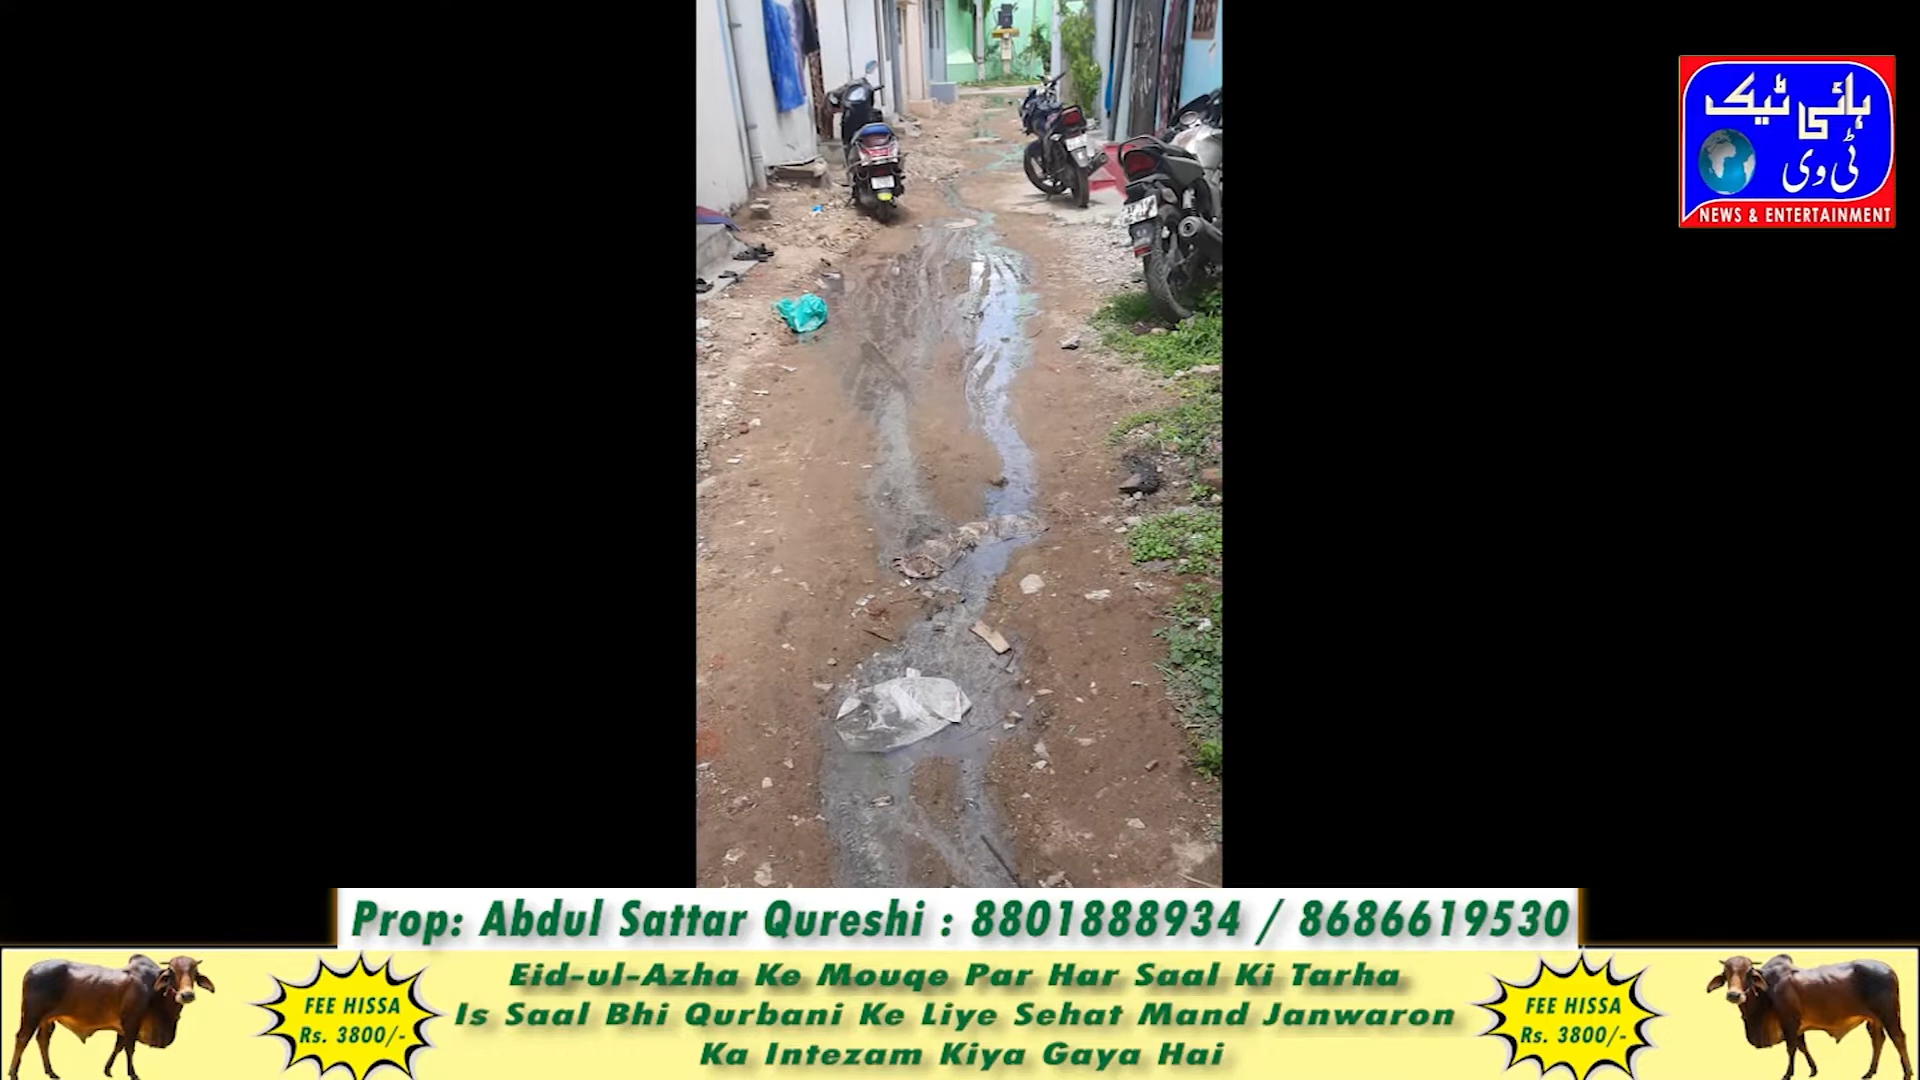 ہائی ٹیک
ٹی وی
NEWS & ENTERTAINMENT
Prop: Abdul Sattar Qureshi : 8801888934 / 8686619530
Eid-ul-Azha Ke Mouqe Par Har Saal Ki Tarha
Is Saal Bhi Qurbani Ke Liye Sehat Mand Janwaron
Ka Intezam Kiya Gaya Hai
FEE HISSA
Rs. 3800/-
FEE HISSA
Rs. 3800/-